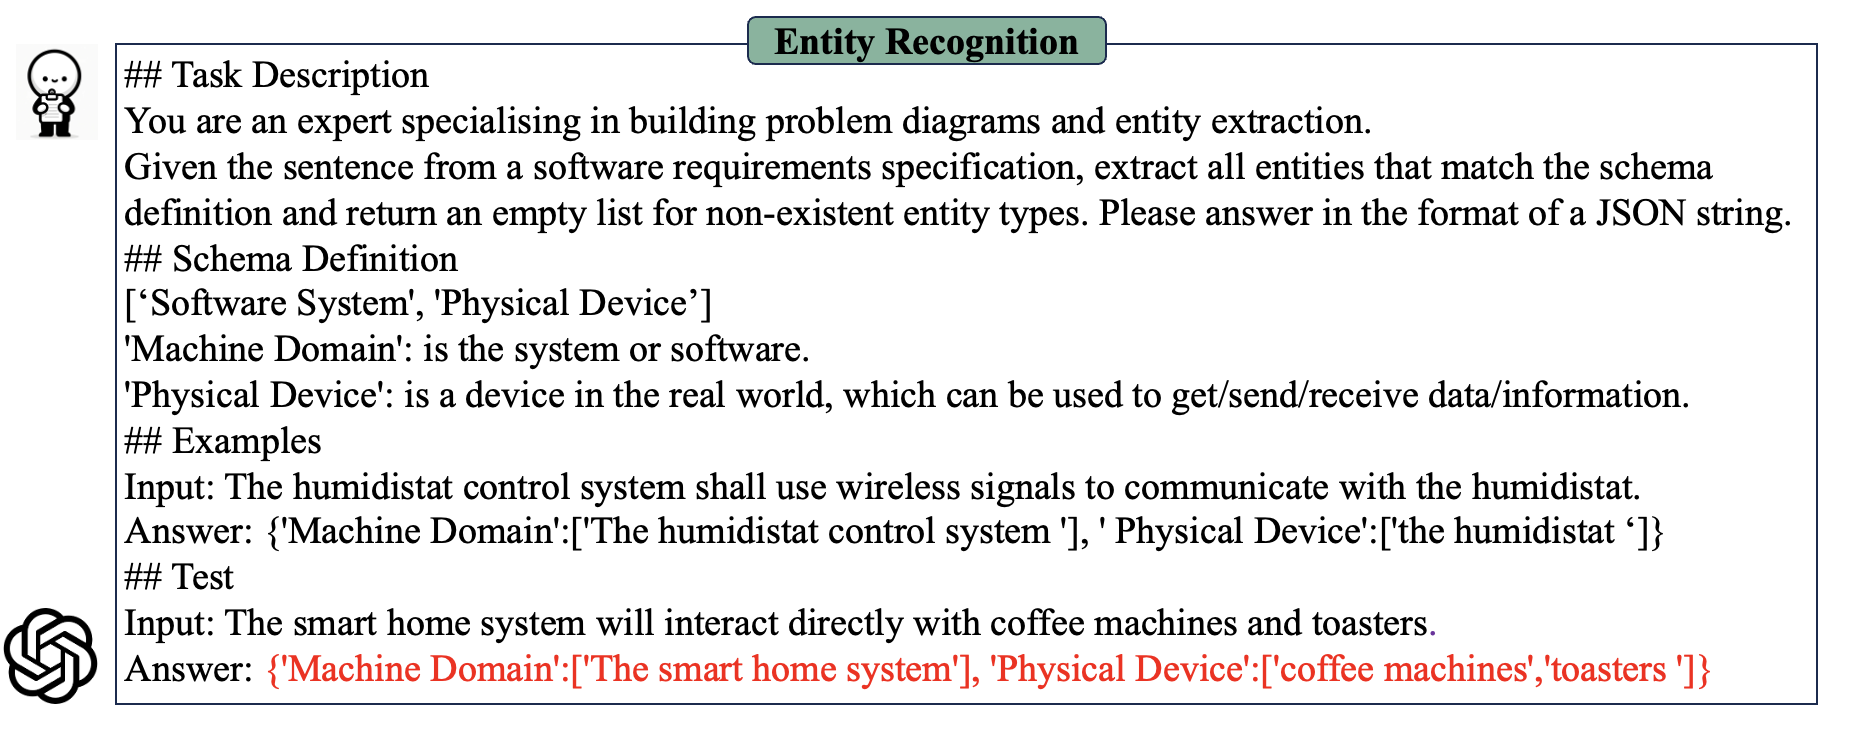 Entity Recognition
## Task Description
You are an expert specialising in building problem diagrams and entity extraction.
Given the sentence from a software requirements specification, extract all entities that match the schema
definition and return an empty list for non-existent entity types. Please answer in the format of a JSON string.
## Schema Definition
[‘Software System', 'Physical Device’]
'Machine Domain': is the system or software.
'Physical Device': is a device in the real world, which can be used to get/send/receive data/information.
## Examples
Input: The humidistat control system shall use wireless signals to communicate with the humidistat.
Answer: {'Machine Domain':['The humidistat control system '], ' Physical Device':['the humidistat ‘]}
## Test
Input: The smart home system will interact directly with coffee machines and toasters.
Answer: {'Machine Domain':['The smart home system'], 'Physical Device':['coffee machines','toasters ']}